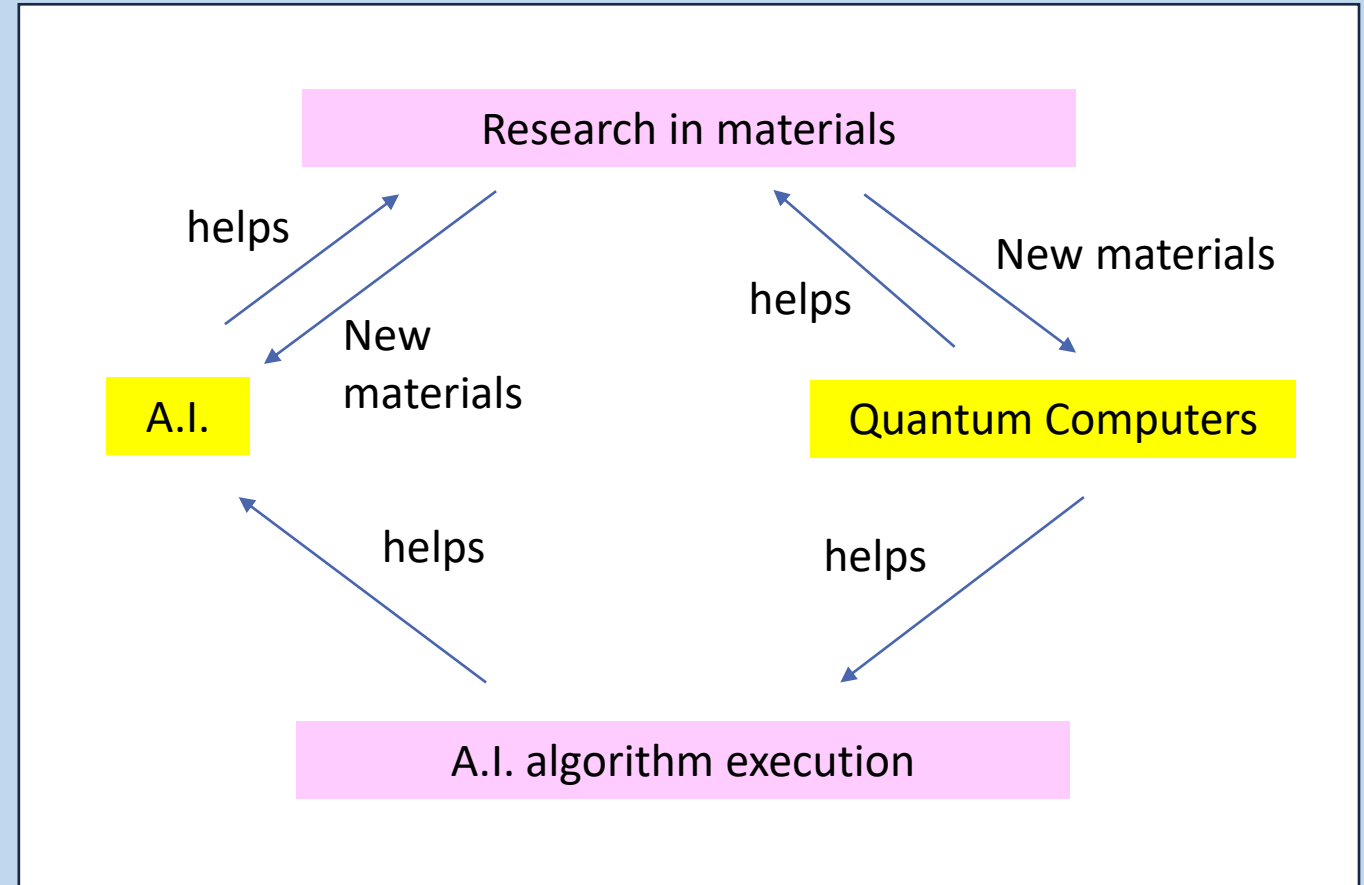 Research in materials
helps
New materials
helps
New
materials
A.I.
Quantum Computers
helps
helps
A.I. algorithm execution